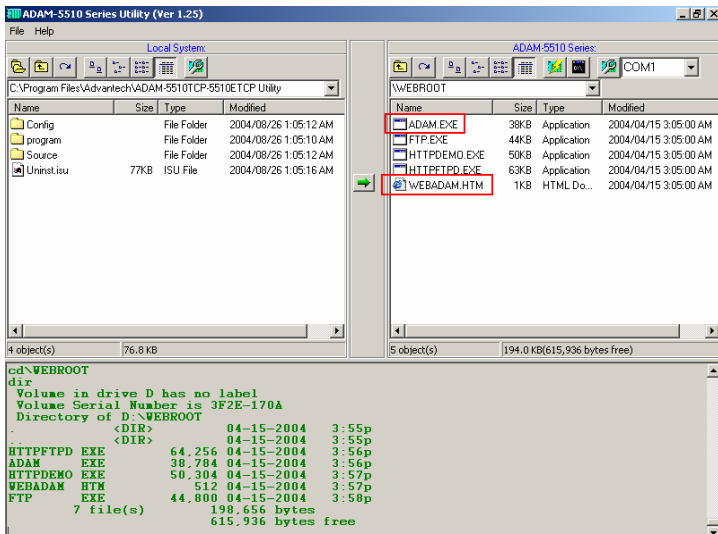 ADAM-5510 Series Utility (Ver 1.25)
File Help
Local System:
C:\Program Files\Advantech\ADAM-5510TCP-5510ETCP Utility
Name Size Type Modified
Config File Folder 2004/08/26 1:05:12 AM
program File Folder 2004/08/26 1:05:10 AM
Source File Folder 2004/08/26 1:05:12 AM
Uninst.isu 77KB ISU File 2004/08/26 1:05:16 AM
4 object(s) 76.8 KB
ADAM-5510 Series:
COM1
\WEBROOT
Name Size Type Modified
ADAM.EXE 38KB Application 2004/04/15 3:05:00 AM
FTP.EXE 44KB Application 2004/04/15 3:05:00 AM
HTTPDEMO.EXE 50KB Application 2004/04/15 3:05:00 AM
HTTPFTPD.EXE 63KB Application 2004/04/15 3:05:00 AM
WEBADAM.HTM 1KB HTML Do... 2004/04/15 3:05:00 AM
5 object(s) 194.0 KB(615,936 bytes free)
cd\WEBROOT
dir
Volume in drive D has no label
Volume Serial Number is 3F2E-170A
Directory of D:\WEBROOT
. <DIR> 04-15-2004 3:55p
.. <DIR> 04-15-2004 3:55p
HTTPFTPD EXE 64,256 04-15-2004 3:56p
ADAM EXE 38,784 04-15-2004 3:56p
HTTPDEMO EXE 50,304 04-15-2004 3:57p
WEBADAM HTM 512 04-15-2004 3:57p
FTP EXE 44,800 04-15-2004 3:58p
7 file(s) 198,656 bytes
615,936 bytes free